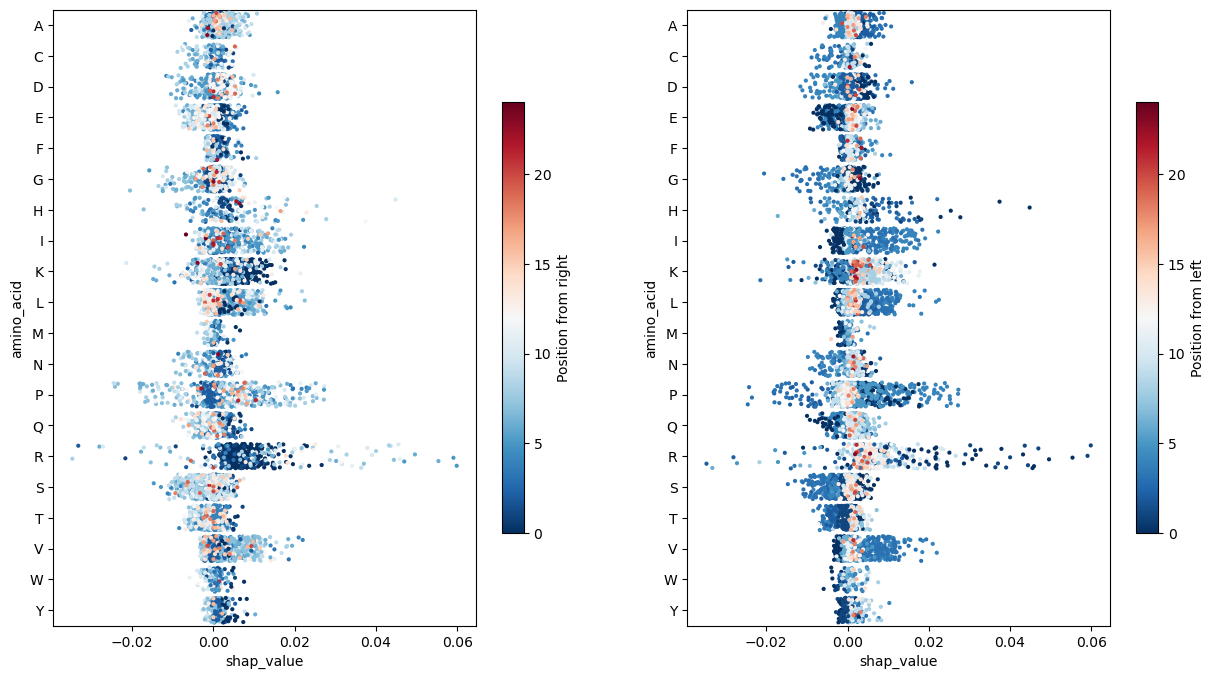 A
C
D
E
F
G
H
I
K
L
M
N
P
Q
R
S
T
V
W
Y
amino_acid
−0.02
0.00
0.02
0.04
0.06
shap_value
20
15
10
5
0
Position from right
A
C
D
E
F
G
H
I
K
L
M
N
P
Q
R
S
T
V
W
Y
amino_acid
−0.02
0.00
0.02
0.04
0.06
shap_value
20
15
10
5
0
Position from left